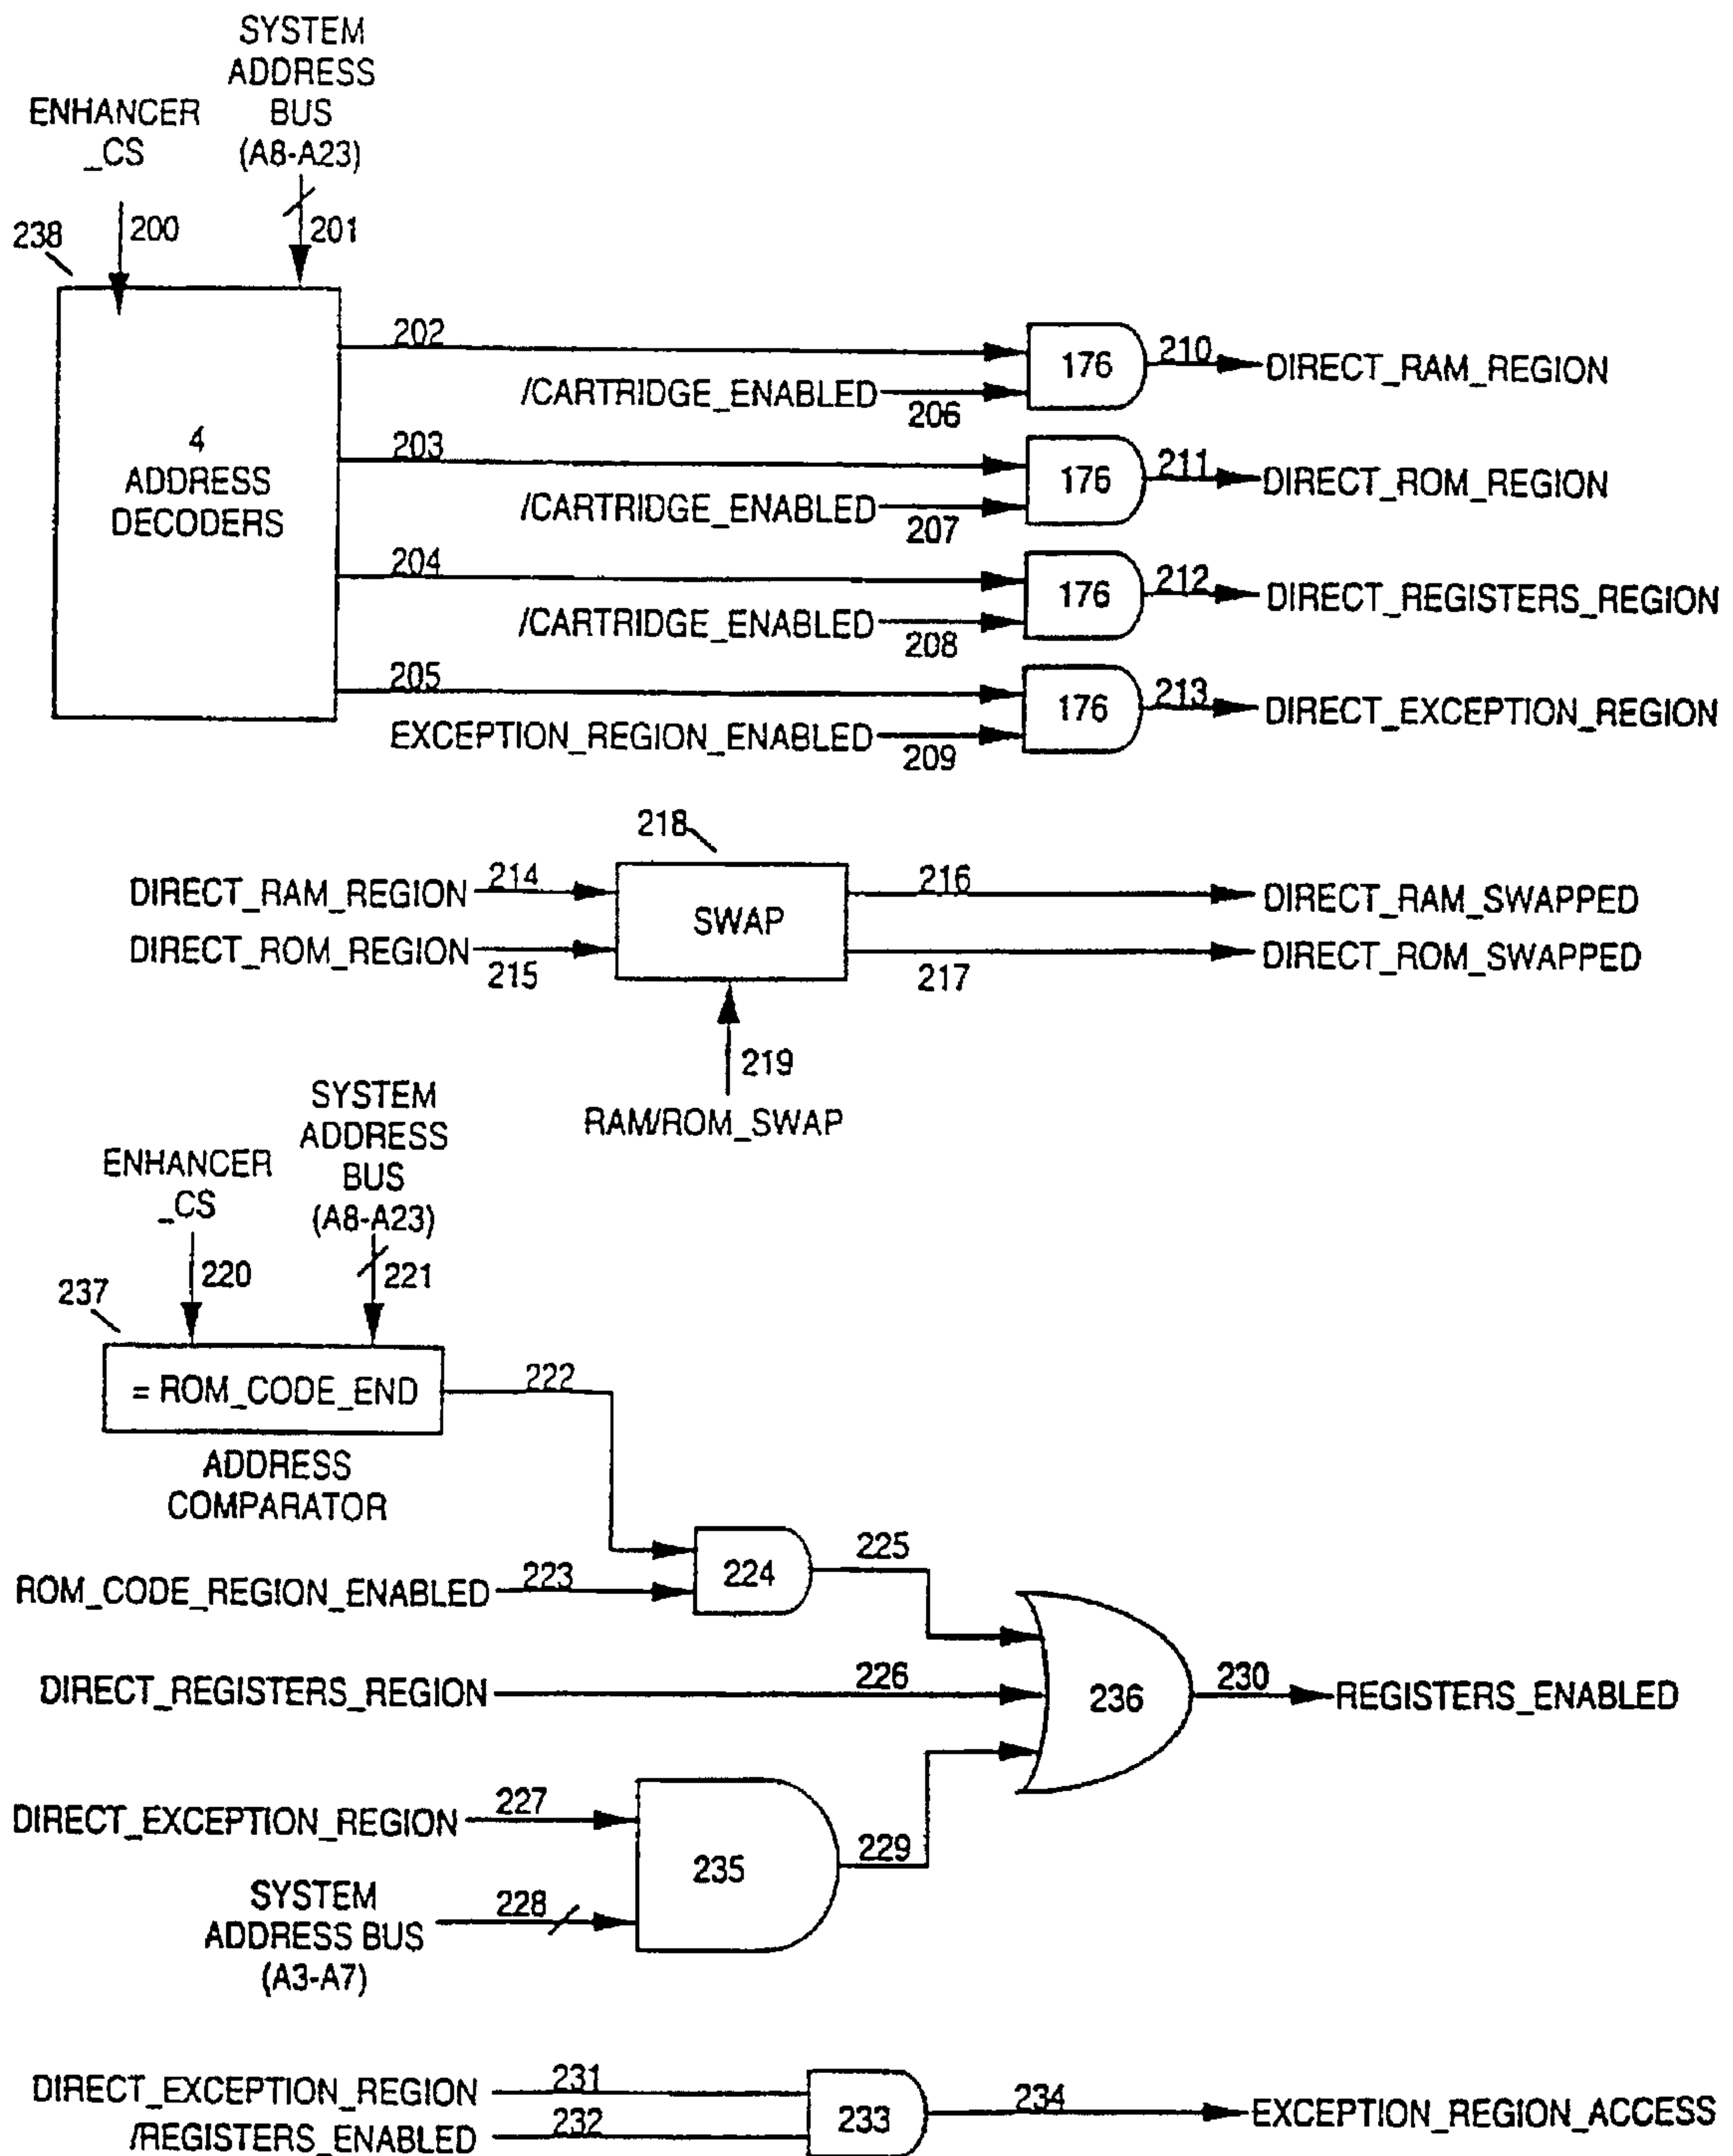 SYSTEM
ADDRESS
BUS
(A8-A23)
ENHANCER
_CS
200
201
238
4
ADDRESS
DECODERS
202
/CARTRIDGE_ENABLED
206
176
210
DIRECT_RAM_REGION
203
/CARTRIDGE_ENABLED
207
176
211
DIRECT_ROM_REGION
204
/CARTRIDGE_ENABLED
208
176
212
DIRECT_REGISTERS_REGION
205
EXCEPTION_REGION_ENABLED
209
176
213
DIRECT_EXCEPTION_REGION
218
DIRECT_RAM_REGION
214
DIRECT_ROM_REGION
215
SWAP
216
DIRECT_RAM_SWAPPED
217
DIRECT_ROM_SWAPPED
219
RAM/ROM_SWAP
SYSTEM
ADDRESS
BUS
(A8-A23)
ENHANCER
_CS
220
221
237
= ROM_CODE_END
222
ADDRESS
COMPARATOR
ROM_CODE_REGION_ENABLED
223
224
225
DIRECT_REGISTERS_REGION
226
236
230
REGISTERS_ENABLED
DIRECT_EXCEPTION_REGION
227
235
229
SYSTEM
ADDRESS BUS
(A3-A7)
228
DIRECT_EXCEPTION_REGION
231
/REGISTERS_ENABLED
232
233
234
EXCEPTION_REGION_ACCESS